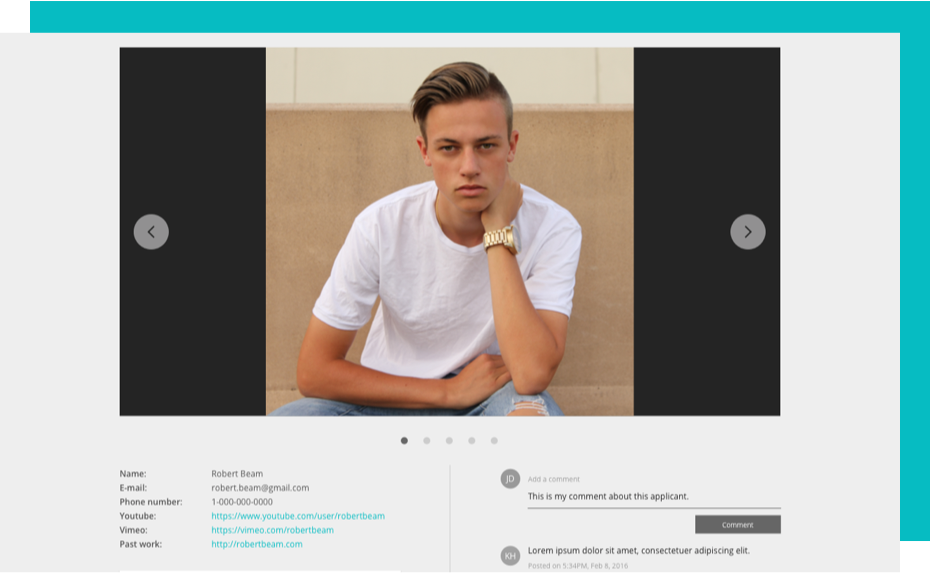 Name: Robert Beam
E-mail: robert.beam@gmail.com
Phone number: 1-000-000-0000
Youtube: https://www.youtube.com/user/robertbeam
Vimeo: https://vimeo.com/robertbeam
Past work: http://robertbeam.com
JD Add a comment
This is my comment about this applicant.
Comment
KH Lorem ipsum dolor sit amet, consectetuer adipiscing elit.
Posted on 5:34PM, Feb 8, 2016